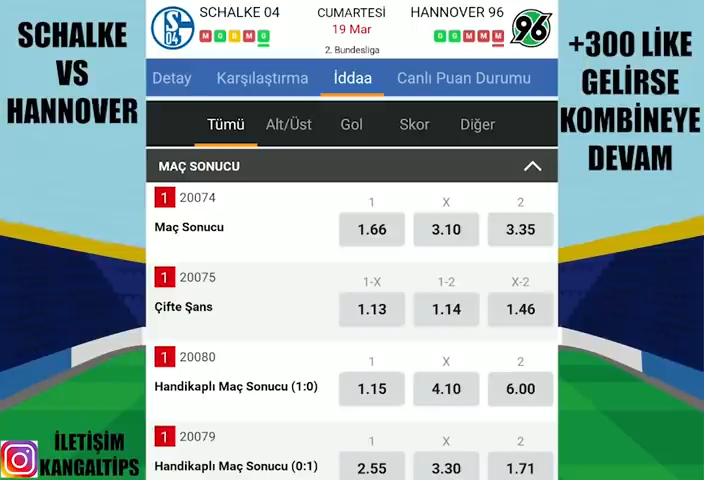 SCHALKE
VS
HANNOVER
S
04
SCHALKE 04
M G B M G
CUMARTESİ
19 Mar
2. Bundesliga
HANNOVER 96
G G M M M
96
+300 LİKE
GELİRSE
KOMBİNEYE
DEVAM
Detay Karşılaştırma İddaa Canlı Puan Durumu
Tümü Alt/Üst Gol Skor Diğer
MAÇ SONUCU
1 20074
1 X 2
Maç Sonucu 1.66 3.10 3.35
1 20075
1-X 1-2 X-2
Çifte Şans 1.13 1.14 1.46
1 20080
1 X 2
Handikaplı Maç Sonucu (1:0) 1.15 4.10 6.00
1 20079
1 X 2
Handikaplı Maç Sonucu (0:1) 2.55 3.30 1.71
İLETİŞİM
KANGALTİPS